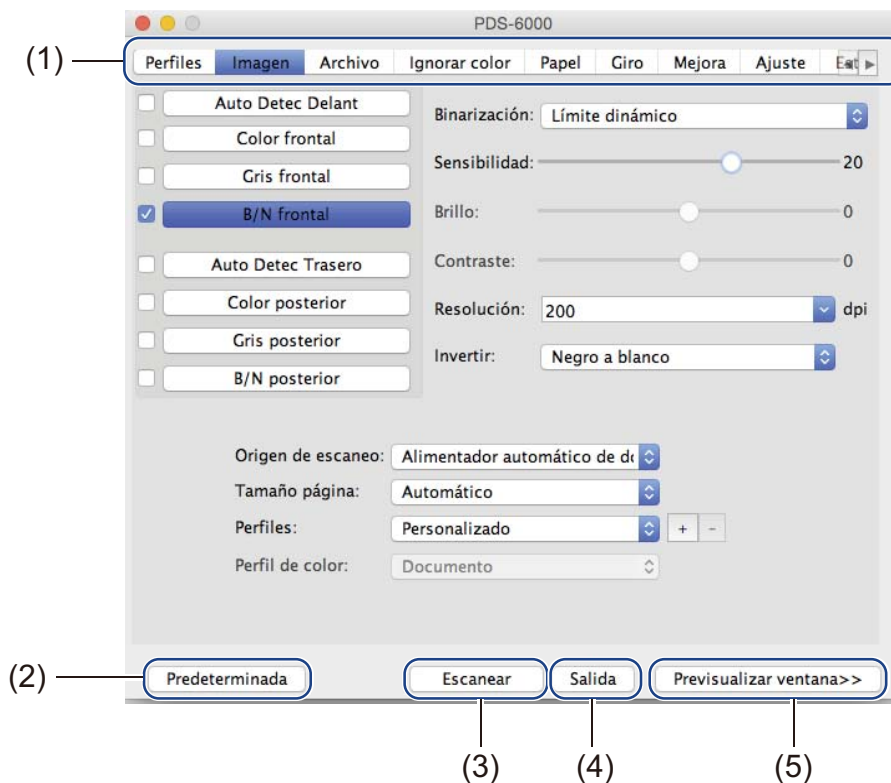 PDS-6000
(1)
Perfiles Imagen Archivo Ignorar color Papel Giro Mejora Ajuste
Auto Detec Delant
Color frontal
Gris frontal
B/N frontal
Auto Detec Trasero
Color posterior
Gris posterior
B/N posterior
Binarización: Límite dinámico
Sensibilidad: 20
Brillo: 0
Contraste: 0
Resolución: 200 dpi
Invertir: Negro a blanco
Origen de escaneo: Alimentador automático de
Tamaño página: Automático
Perfiles: Personalizado + -
Perfil de color: Documento
(2) Predeterminada Escanear Salida Previsualizar ventana>>
(3) (4) (5)